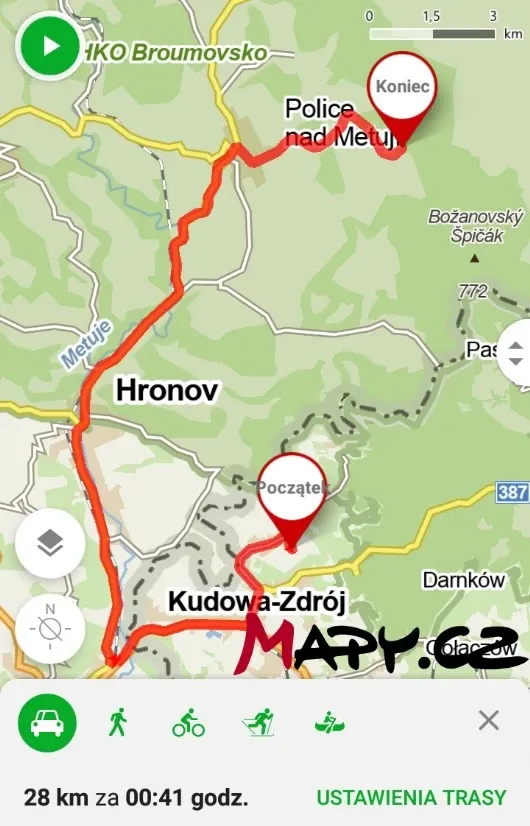 0 1,5 3
km
HKO Broumovsko
Koniec
Police
nad Metují
Božanovský
Špičák
772
Metuje
Pas
Hronov
Początek
387
N
Darnków
Kudowa-Zdrój
MAPY.CZ
Gołaczów
28 km za 00:41 godz.
USTAWIENIA TRASY